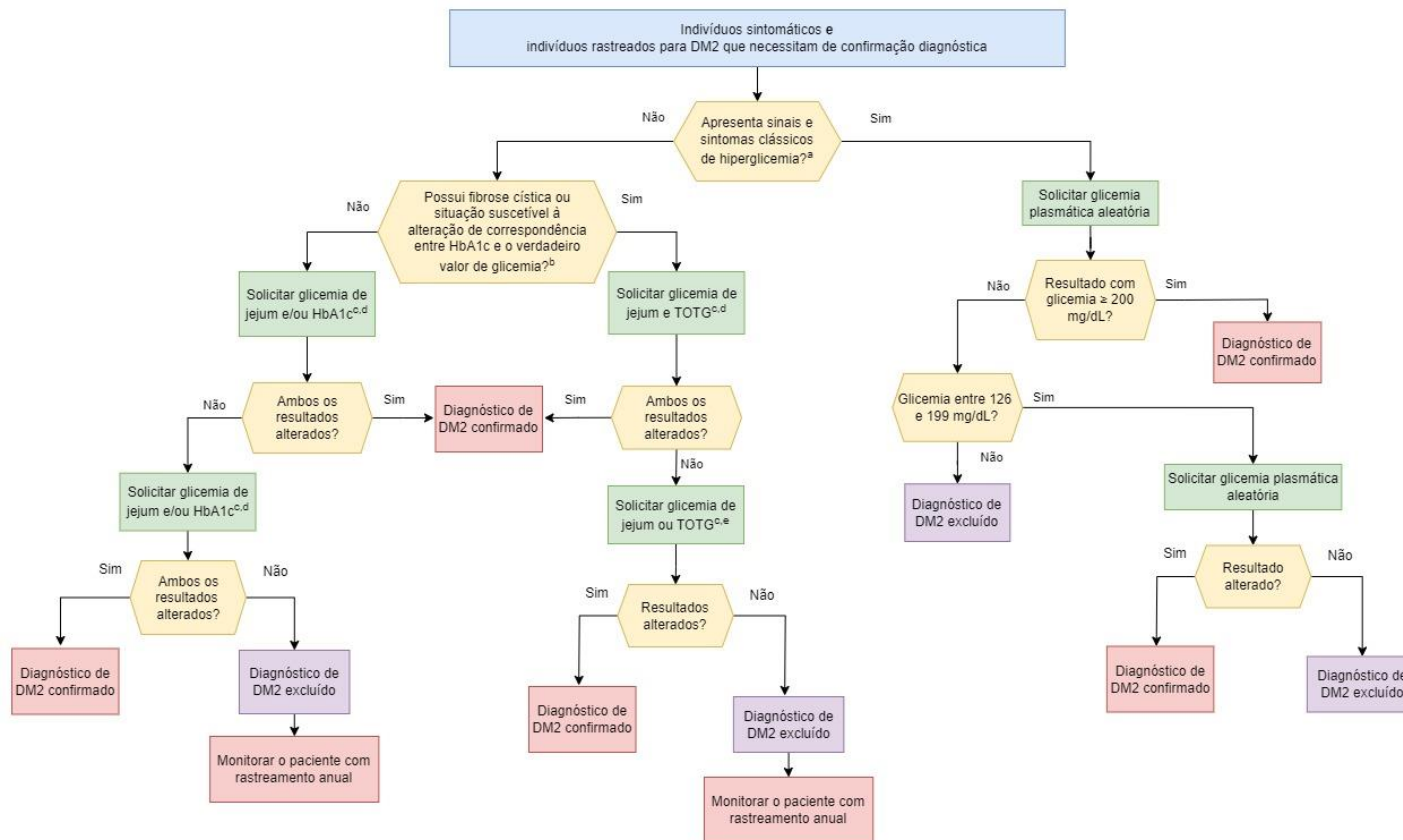 Indivíduos sintomáticos e
indivíduos rastreados para DM2 que necessitam de confirmação diagnóstica
Não
Apresenta sinais e
sintomas clássicos
de hiperglicemia?ᵃ
Sim
Não
Possui fibrose cística ou
situação suscetível à
alteração de correspondência
entre HbA1c e o verdadeiro
valor de glicemia?ᵇ
Sim
Solicitar glicemia
plasmática aleatória
Solicitar glicemia de
jejum e/ou HbA1cᶜ,ᵈ
Solicitar glicemia de
jejum e TOTGᶜ,ᵈ
Não
Resultado com
glicemia ≥ 200
mg/dL?
Sim
Diagnóstico de
DM2 confirmado
Não
Ambos os
resultados
alterados?
Sim
Diagnóstico de
DM2 confirmado
Sim
Ambos os
resultados
alterados?
Não
Glicemia entre 126
e 199 mg/dL?
Sim
Não
Solicitar glicemia de
jejum e/ou HbA1cᶜ,ᵈ
Solicitar glicemia de
jejum ou TOTGᶜ,ᵉ
Diagnóstico de
DM2 excluído
Solicitar glicemia plasmática
aleatória
Sim
Ambos os
resultados
alterados?
Não
Sim
Resultados
alterados?
Não
Sim
Resultado
alterado?
Não
Diagnóstico de
DM2 confirmado
Diagnóstico de
DM2 excluído
Diagnóstico de
DM2 confirmado
Diagnóstico de
DM2 excluído
Diagnóstico de
DM2 confirmado
Diagnóstico de
DM2 excluído
Monitorar o paciente com
rastreamento anual
Monitorar o paciente com
rastreamento anual